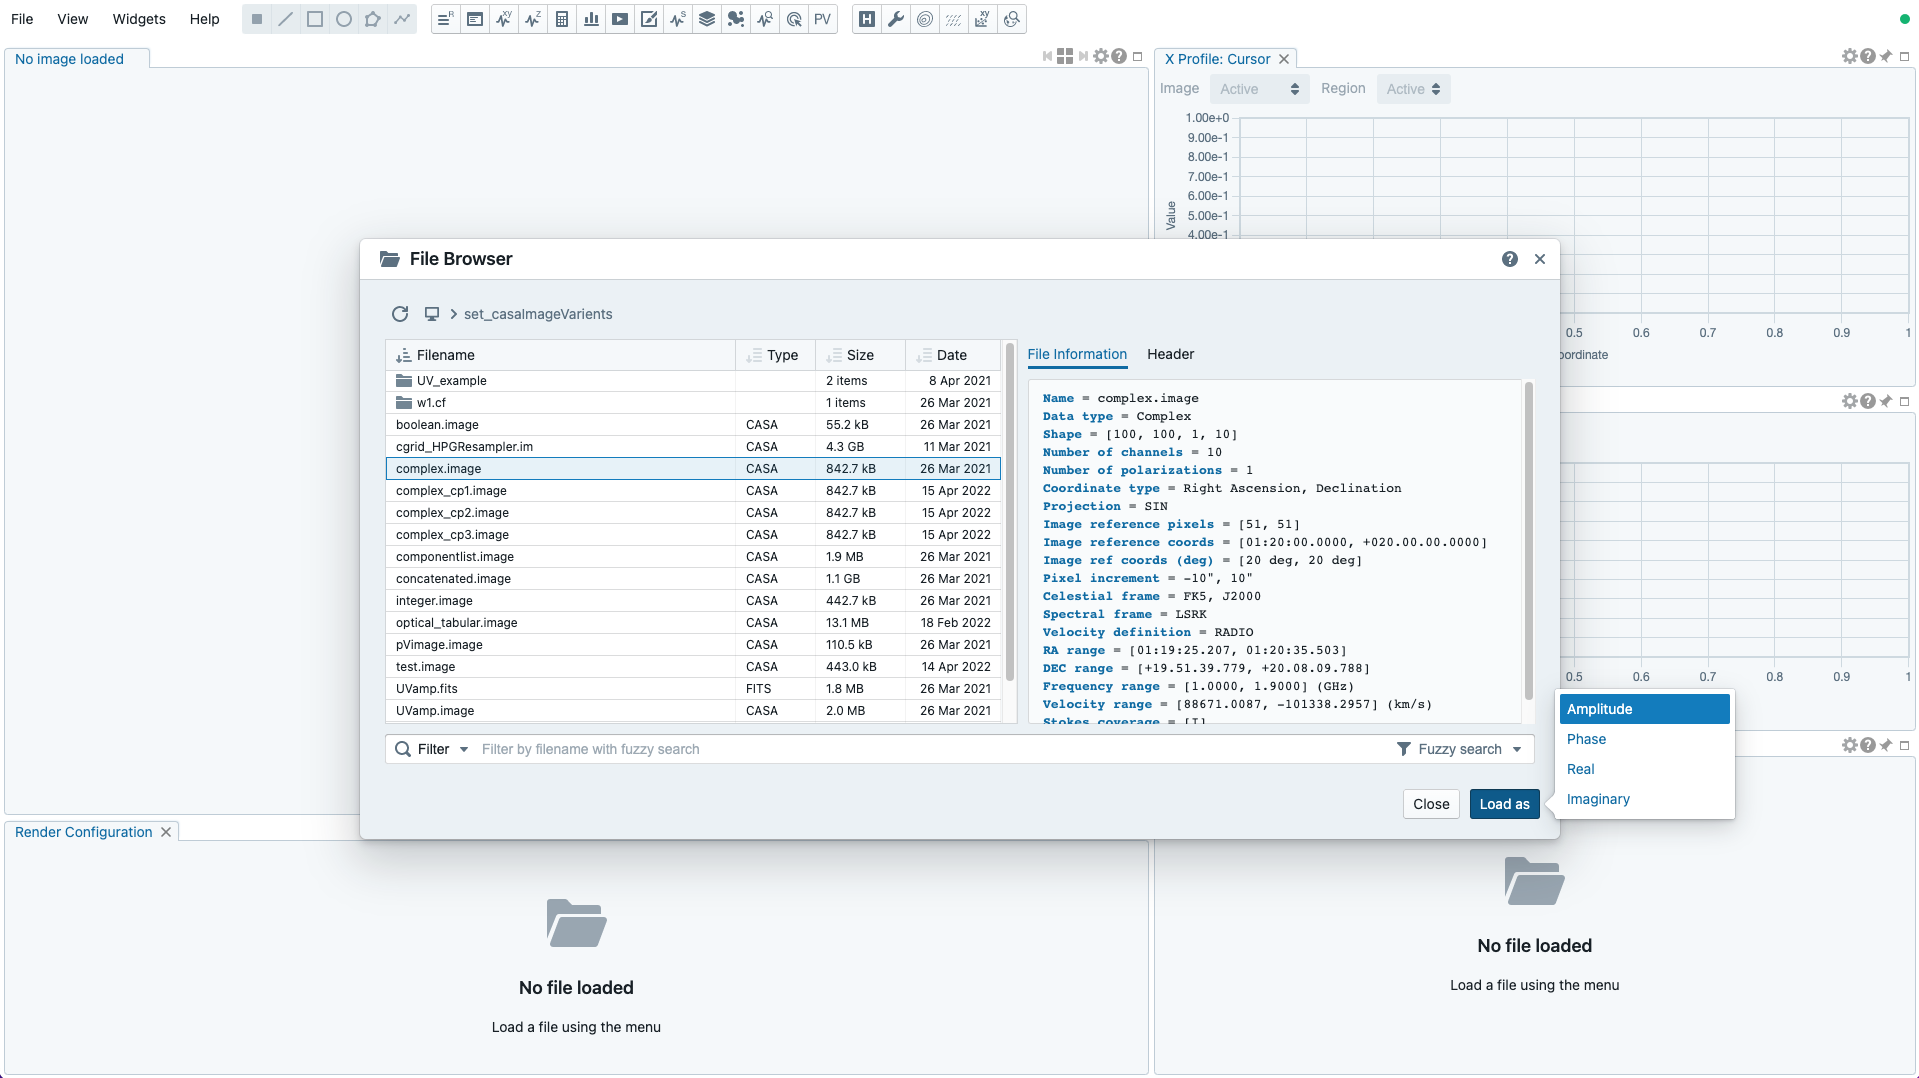 File View Widgets Help
PV
No image loaded
X Profile: Cursor
Image Active Region Active
1.00e+0
9.00e-1
8.00e-1
7.00e-1
6.00e-1
5.00e-1
4.00e-1
Value
0.5 0.6 0.7 0.8 0.9 1
oordinate
File Browser
set_casaImageVarients
Filename Type Size Date
UV_example 2 items 8 Apr 2021
w1.cf 1 items 26 Mar 2021
boolean.image CASA 55.2 kB 26 Mar 2021
cgrid_HPGResampler.im CASA 4.3 GB 11 Mar 2021
complex.image CASA 842.7 kB 26 Mar 2021
complex_cp1.image CASA 842.7 kB 15 Apr 2022
complex_cp2.image CASA 842.7 kB 15 Apr 2022
complex_cp3.image CASA 842.7 kB 15 Apr 2022
componentlist.image CASA 1.9 MB 26 Mar 2021
concatenated.image CASA 1.1 GB 26 Mar 2021
integer.image CASA 442.7 kB 26 Mar 2021
optical_tabular.image CASA 13.1 MB 18 Feb 2022
pVimage.image CASA 110.5 kB 26 Mar 2021
test.image CASA 443.0 kB 14 Apr 2022
UVamp.fits FITS 1.8 MB 26 Mar 2021
UVamp.image CASA 2.0 MB 26 Mar 2021
File Information Header
Name = complex.image
Data type = Complex
Shape = [100, 100, 1, 10]
Number of channels = 10
Number of polarizations = 1
Coordinate type = Right Ascension, Declination
Projection = SIN
Image reference pixels = [51, 51]
Image reference coords = [01:20:00.0000, +020.00.00.0000]
Image ref coords (deg) = [20 deg, 20 deg]
Pixel increment = -10", 10"
Celestial frame = FK5, J2000
Spectral frame = LSRK
Velocity definition = RADIO
RA range = [01:19:25.207, 01:20:35.503]
DEC range = [+19.51.39.779, +20.08.09.788]
Frequency range = [1.0000, 1.9000] (GHz)
Velocity range = [88671.0087, -101338.2957] (km/s)
Stokes coverage = [I]
Filter Filter by filename with fuzzy search Fuzzy search
Close Load as
Amplitude
Phase
Real
Imaginary
0.5 0.6 0.7 0.8 0.9 1
Render Configuration
No file loaded
Load a file using the menu
No file loaded
Load a file using the menu